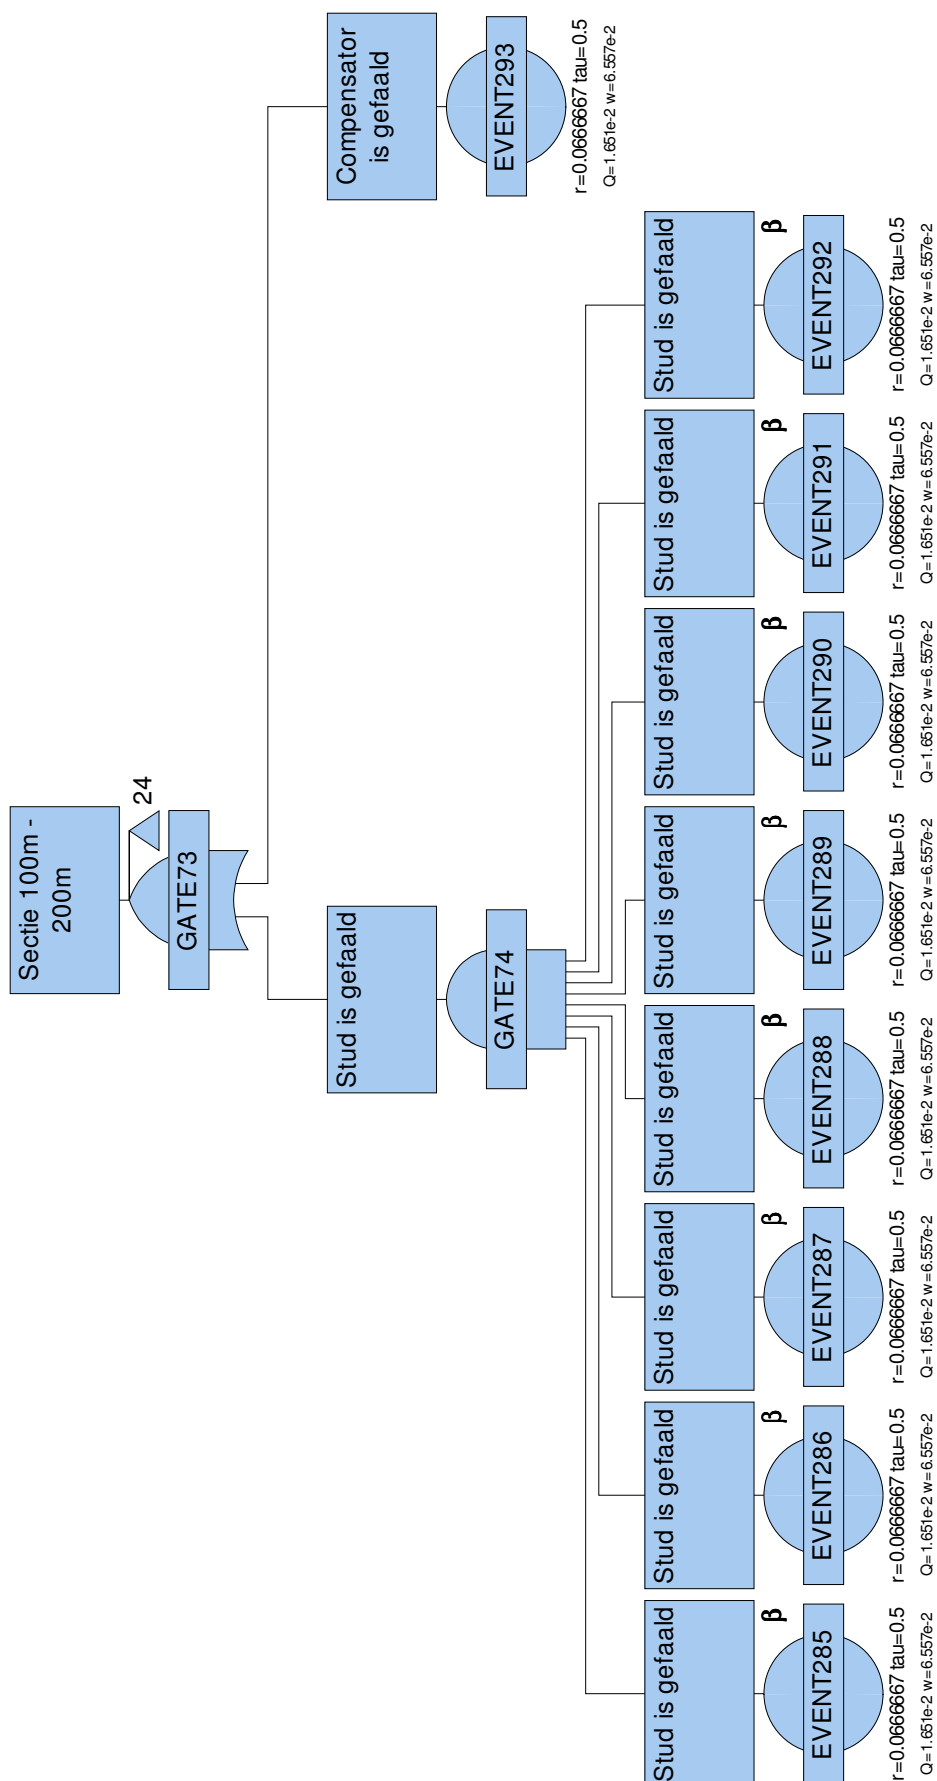 Sectie 100m -
200m
24
GATE73
Stud is gefaald
GATE74
Compensator
is gefaald
EVENT293
r=0.0666667 tau=0.5
Q=1.651e-2 w=6.557e-2
Stud is gefaald
β
EVENT285
r=0.0666667 tau=0.5
Q=1.651e-2 w=6.557e-2
Stud is gefaald
β
EVENT286
r=0.0666667 tau=0.5
Q=1.651e-2 w=6.557e-2
Stud is gefaald
β
EVENT287
r=0.0666667 tau=0.5
Q=1.651e-2 w=6.557e-2
Stud is gefaald
β
EVENT288
r=0.0666667 tau=0.5
Q=1.651e-2 w=6.557e-2
Stud is gefaald
β
EVENT289
r=0.0666667 tau=0.5
Q=1.651e-2 w=6.557e-2
Stud is gefaald
β
EVENT290
r=0.0666667 tau=0.5
Q=1.651e-2 w=6.557e-2
Stud is gefaald
β
EVENT291
r=0.0666667 tau=0.5
Q=1.651e-2 w=6.557e-2
Stud is gefaald
β
EVENT292
r=0.0666667 tau=0.5
Q=1.651e-2 w=6.557e-2